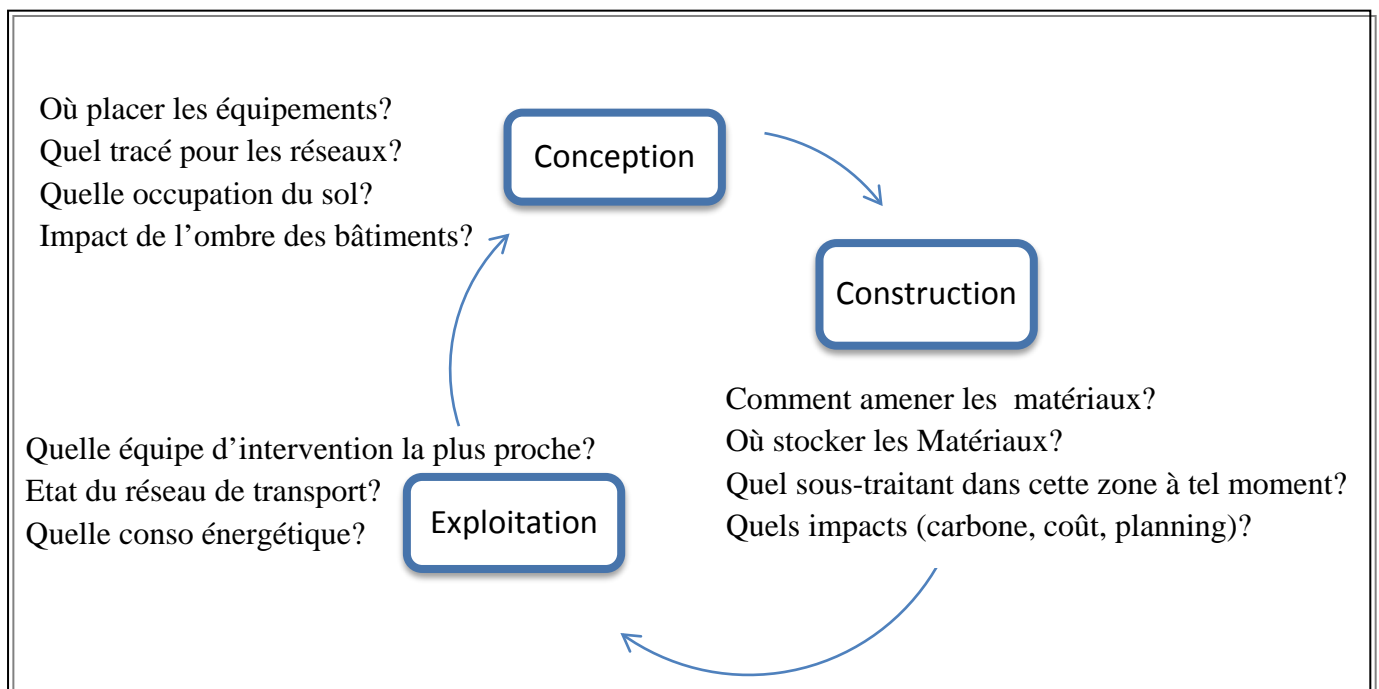 Où placer les équipements?
Quel tracé pour les réseaux?
Quelle occupation du sol?
Impact de l’ombre des bâtiments?
Conception
Construction
Comment amener les  matériaux?
Où stocker les Matériaux?
Quel sous-traitant dans cette zone à tel moment?
Quels impacts (carbone, coût, planning)?
Quelle équipe d’intervention la plus proche?
Etat du réseau de transport?
Quelle conso énergétique?
Exploitation